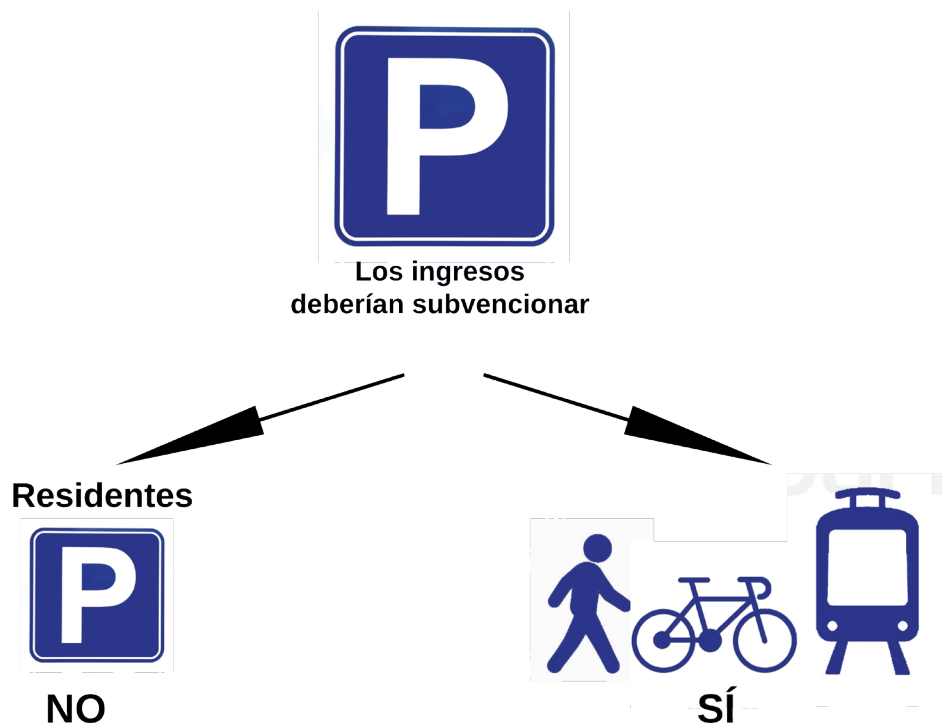 P
Los ingresos
deberían subvencionar
Residentes
P
NO
SÍ